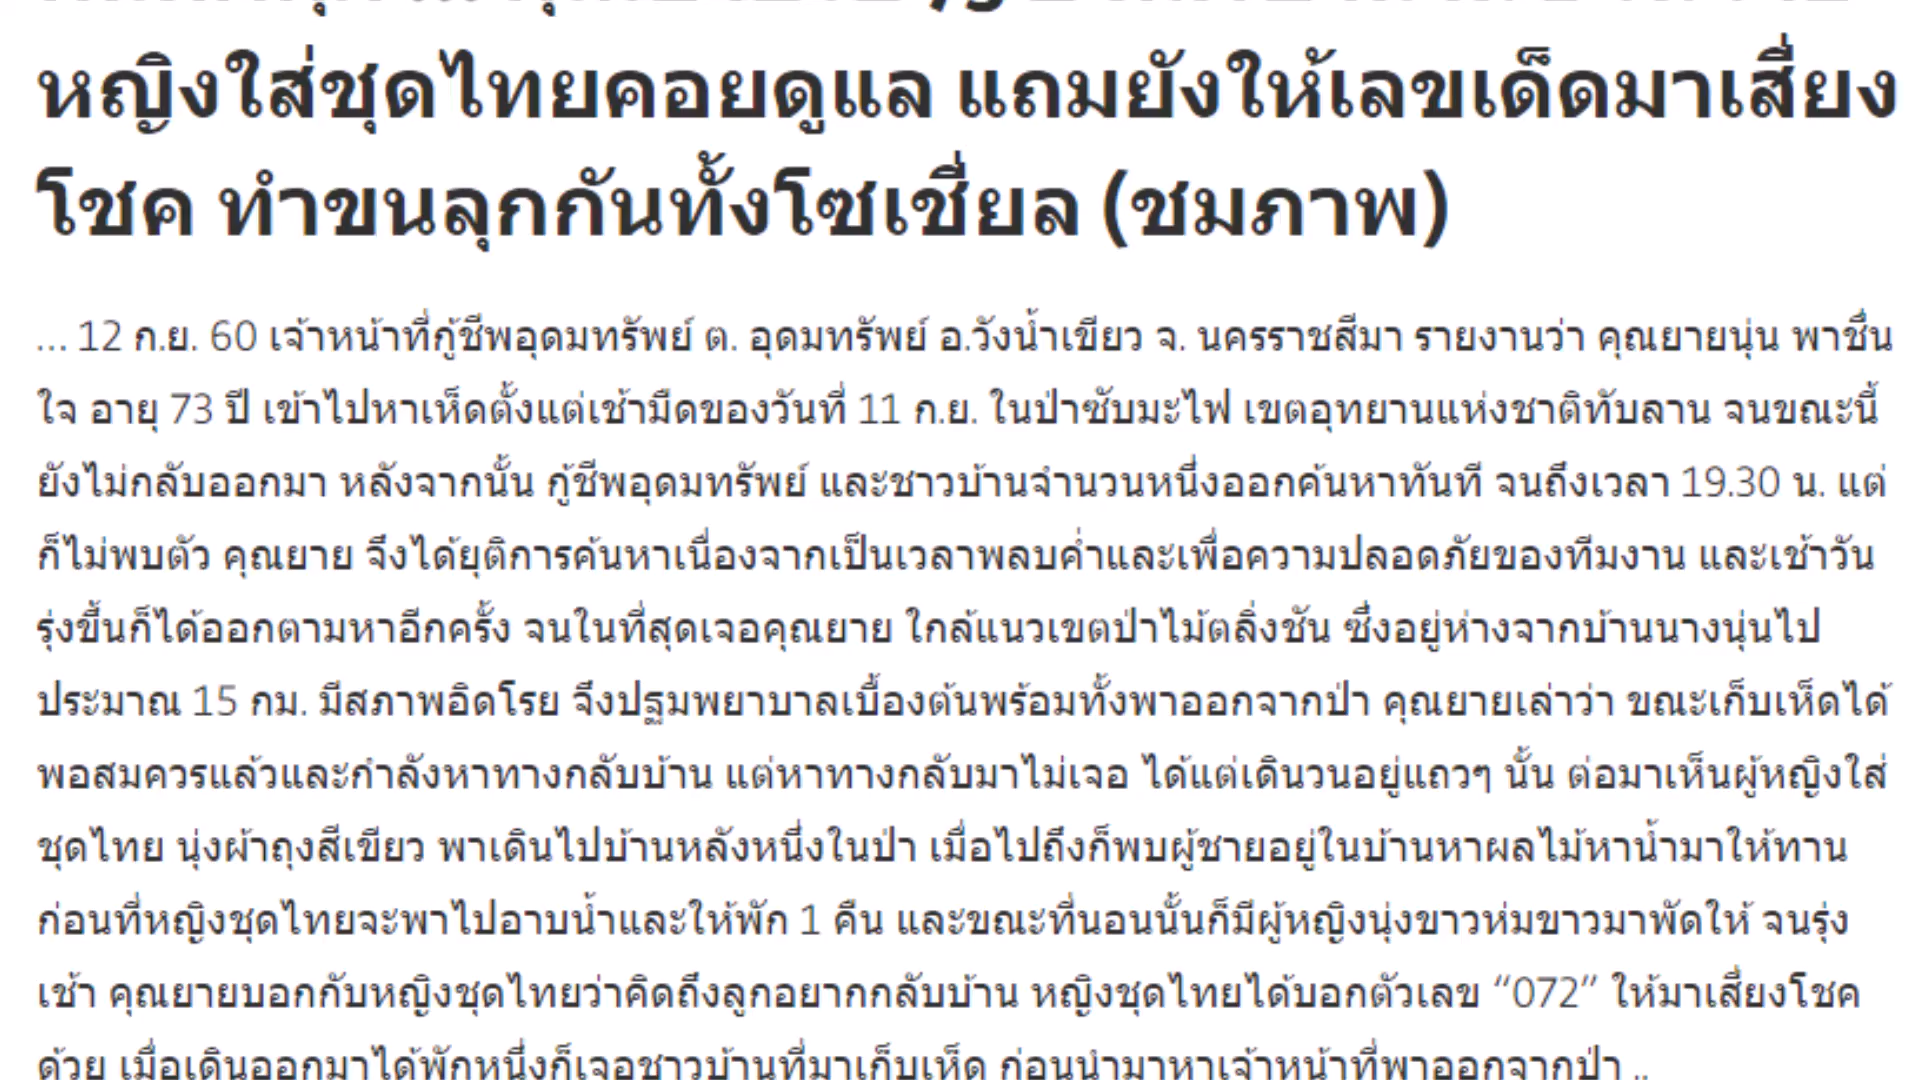 หญิงใส่ชุดไทยคอยดูแล แถมยังให้เลขเด็ดมาเสี่ยง
โชค ทำขนลุกกันทั้งโซเชี่ยล (ชมภาพ)
... 12 ก.ย. 60 เจ้าหน้าที่กู้ชีพอุดมทรัพย์ ต. อุดมทรัพย์ อ.วังน้ำเขียว จ. นครราชสีมา รายงานว่า คุณยายนุ่น พาชื่น
ใจ อายุ 73 ปี เข้าไปหาเห็ดตั้งแต่เช้ามืดของวันที่ 11 ก.ย. ในป่าซับมะไฟ เขตอุทยานแห่งชาติทับลาน จนขณะนี้
ยังไม่กลับออกมา หลังจากนั้น กู้ชีพอุดมทรัพย์ และชาวบ้านจำนวนหนึ่งออกค้นหาทันที จนถึงเวลา 19.30 น. แต่
ก็ไม่พบตัว คุณยาย จึงได้ยุติการค้นหาเนื่องจากเป็นเวลาพลบค่ำและเพื่อความปลอดภัยของทีมงาน และเช้าวัน
รุ่งขึ้นก็ได้ออกตามหาอีกครั้ง จนในที่สุดเจอคุณยาย ใกล้แนวเขตป่าไม้ตลิ่งชัน ซึ่งอยู่ห่างจากบ้านนางนุ่นไป
ประมาณ 15 กม. มีสภาพอิดโรย จึงปฐมพยาบาลเบื้องต้นพร้อมทั้งพาออกจากป่า คุณยายเล่าว่า ขณะเก็บเห็ดได้
พอสมควรแล้วและกำลังหาทางกลับบ้าน แต่หาทางกลับมาไม่เจอ ได้แต่เดินวนอยู่แถวๆ นั้น ต่อมาเห็นผู้หญิงใส่
ชุดไทย นุ่งผ้าถุงสีเขียว พาเดินไปบ้านหลังหนึ่งในป่า เมื่อไปถึงก็พบผู้ชายอยู่ในบ้านหาผลไม้หาน้ำมาให้ทาน
ก่อนที่หญิงชุดไทยจะพาไปอาบน้ำและให้พัก 1 คืน และขณะที่นอนนั้นก็มีผู้หญิงนุ่งขาวห่มขาวมาพัดให้ จนรุ่ง
เช้า คุณยายบอกกับหญิงชุดไทยว่าคิดถึงลูกอยากกลับบ้าน หญิงชุดไทยได้บอกตัวเลข “072” ให้มาเสี่ยงโชค
ด้วย เมื่อเดินออกมาได้พักหนึ่งก็เจอชาวบ้านที่มาเก็บเห็ด ก่อนนำมาหาเจ้าหน้าที่พาออกจากป่า ..